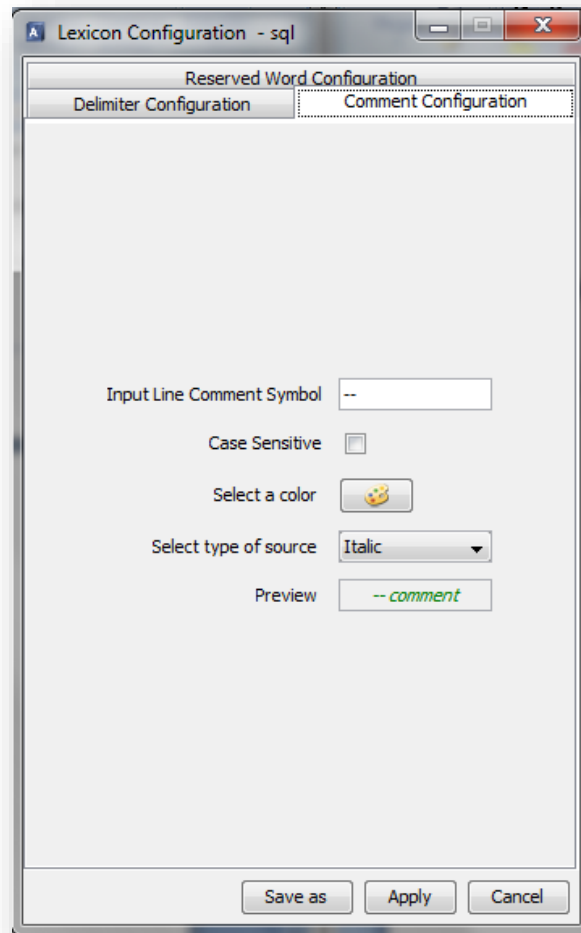 A
Lexicon Configuration - sql
Reserved Word Configuration
Delimiter Configuration Comment Configuration
Input Line Comment Symbol --
Case Sensitive
Select a color
Select type of source Italic
Preview -- comment
Save as Apply Cancel